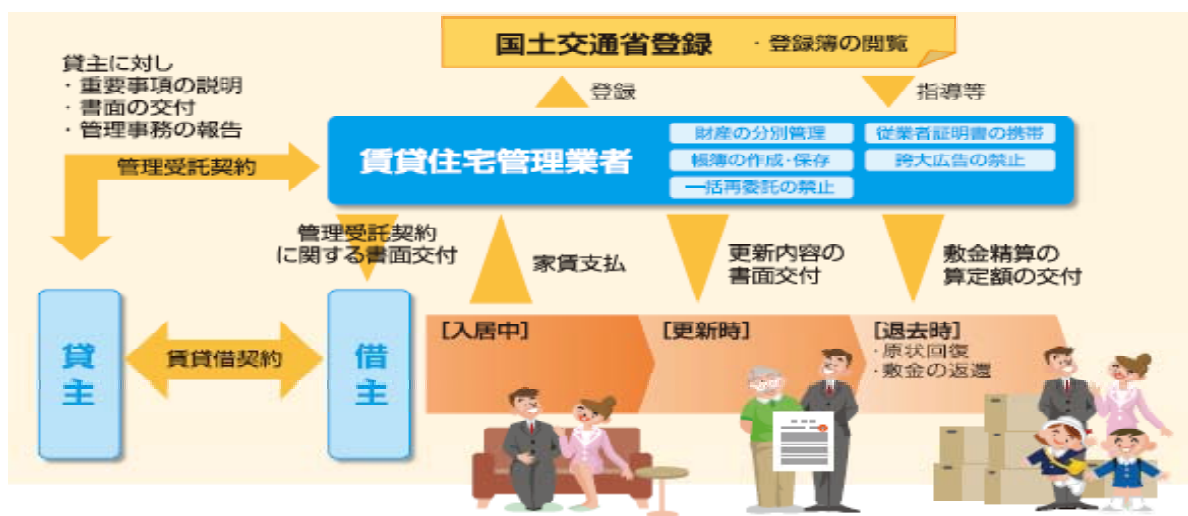 国土交通省登録 ・登録簿の閲覧
貸主に対し
・重要事項の説明
・書面の交付
・管理事務の報告
登録
指導等
管理受託契約
賃貸住宅管理業者
財産の分別管理
従業者証明書の携帯
帳簿の作成・保存
誇大広告の禁止
一括再委託の禁止
管理受託契約
に関する書面交付
家賃支払
更新内容の
書面交付
敷金精算の
算定額の交付
貸主
賃貸借契約
借主
[入居中]
[更新時]
[退去時]
・原状回復
・敷金の返還